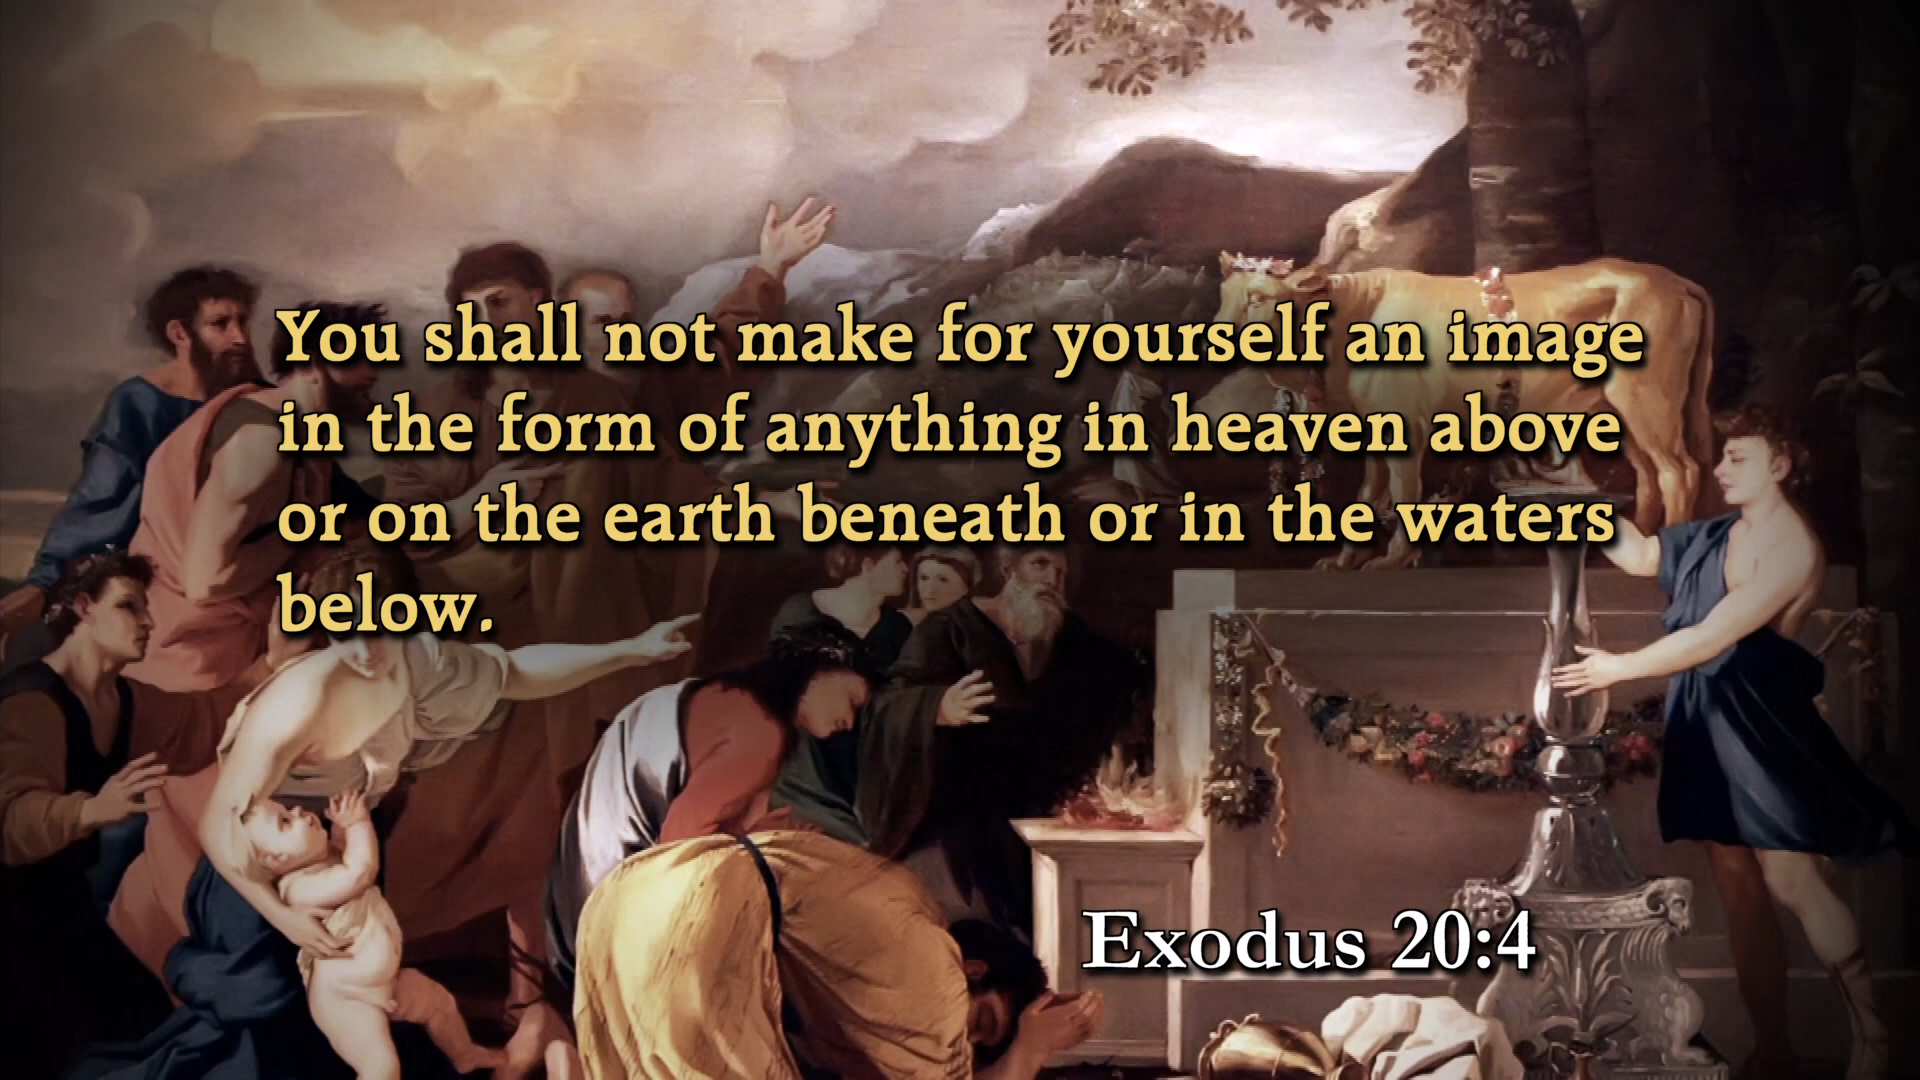 You shall not make for yourself an image
in the form of anything in heaven above
or on the earth beneath or in the waters
below.
Exodus 20:4